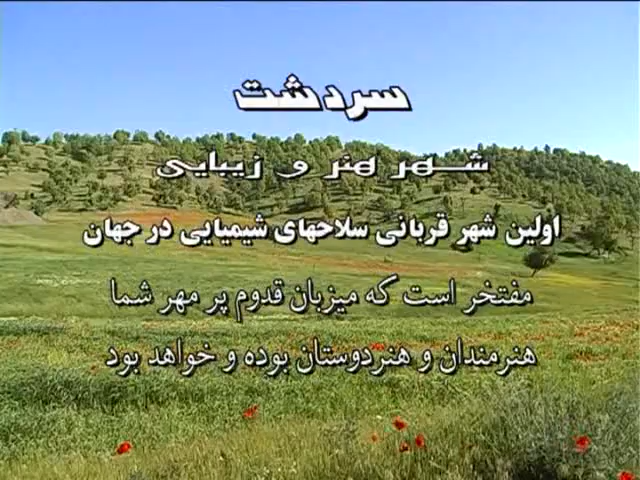 سردشت
شهر هنر و زیبایی
اولین شهر قربانی سلاحهای شیمیایی در جهان
مفتخر است که میزبان قدوم پر مهر شما
هنرمندان و هنردوستان بوده و خواهد بود